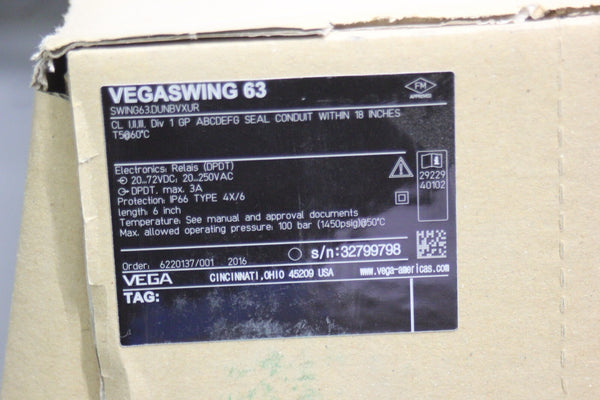 VEGASWING 63
FM
APPROVED
SWING63.DUNBVXUR
CL I,II,III, Div 1 GP ABCDEFG SEAL CONDUIT WITHIN 18 INCHES
T5@60°C
Electronics: Relais (DPDT)
20...72VDC; 20...250VAC
DPDT, max. 3A
Protection: IP66 TYPE 4X/6
length: 6 inch
Temperature: See manual and approval documents
Max. allowed operating pressure: 100 bar (1450psig)@50°C
29229
40102
s/n:32799798
Order: 6220137/001 2016
VEGA CINCINNATI,OHIO 45209 USA www.vega-americas.com
TAG: